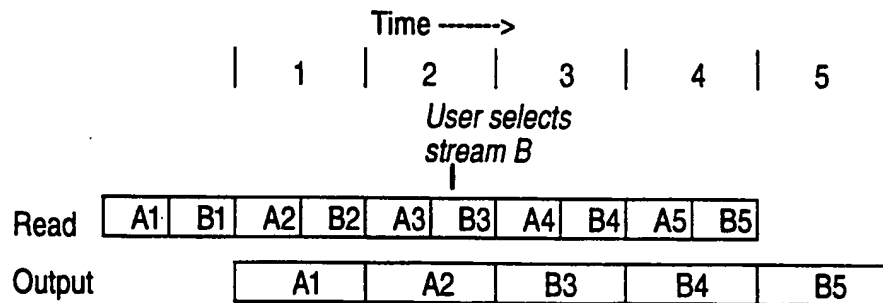 Time ------->
| 1 | 2 | 3 | 4 | 5
User selects
stream B
Read A1 B1 A2 B2 A3 B3 A4 B4 A5 B5
Output A1 A2 B3 B4 B5